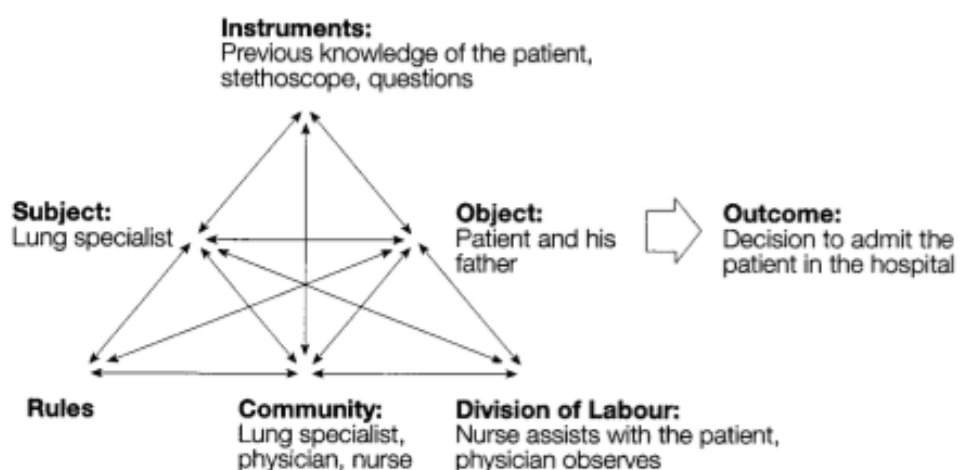 Instruments:
Previous knowledge of the patient,
stethoscope, questions
Subject:
Lung specialist
Object:
Patient and his
father
Outcome:
Decision to admit the
patient in the hospital
Rules
Community:
Lung specialist,
physician, nurse
Division of Labour:
Nurse assists with the patient,
physician observes